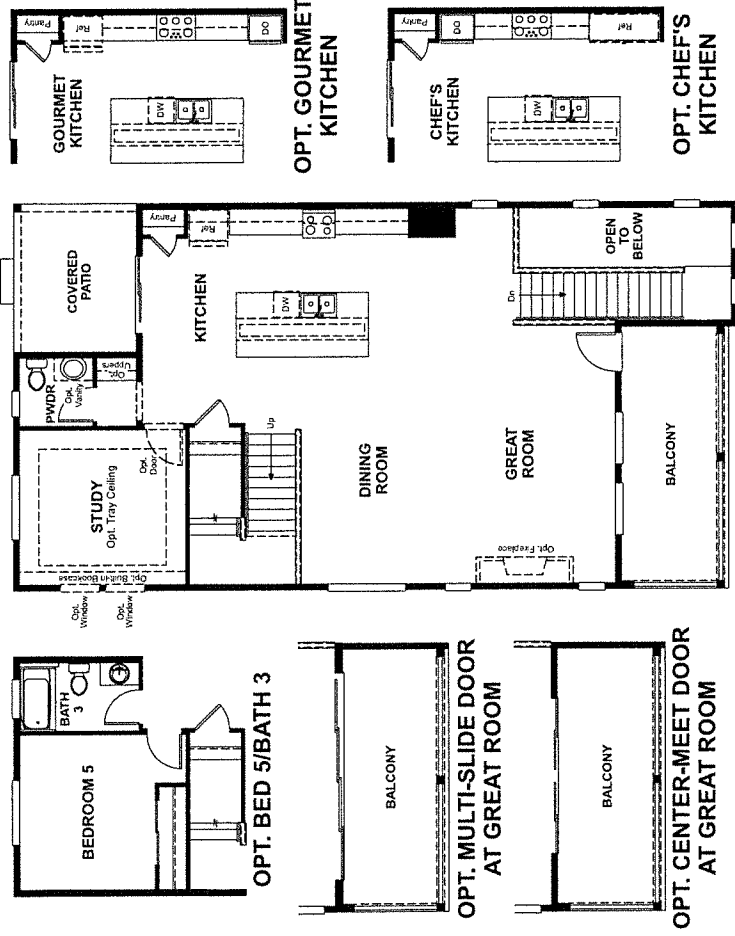 Pantry
Ref
DO
GOURMET
KITCHEN
DW
OPT. GOURMET
KITCHEN
Pantry
DO
Ref
CHEF'S
KITCHEN
DW
OPT. CHEF'S
KITCHEN
COVERED
PATIO
Pantry
Ref
KITCHEN
DW
OPEN
TO
BELOW
Dn
PWDR
Opt.
Vanity
Opt.
Uppers
STUDY
Opt. Tray Ceiling
Opt.
Door
Opt. Built-in Bookcase
Opt.
Window
Opt.
Window
Up
DINING
ROOM
GREAT
ROOM
Opt. Fireplace
BALCONY
BATH
3
BEDROOM 5
OPT. BED 5/BATH 3
BALCONY
OPT. MULTI-SLIDE DOOR
AT GREAT ROOM
BALCONY
OPT. CENTER-MEET DOOR
AT GREAT ROOM